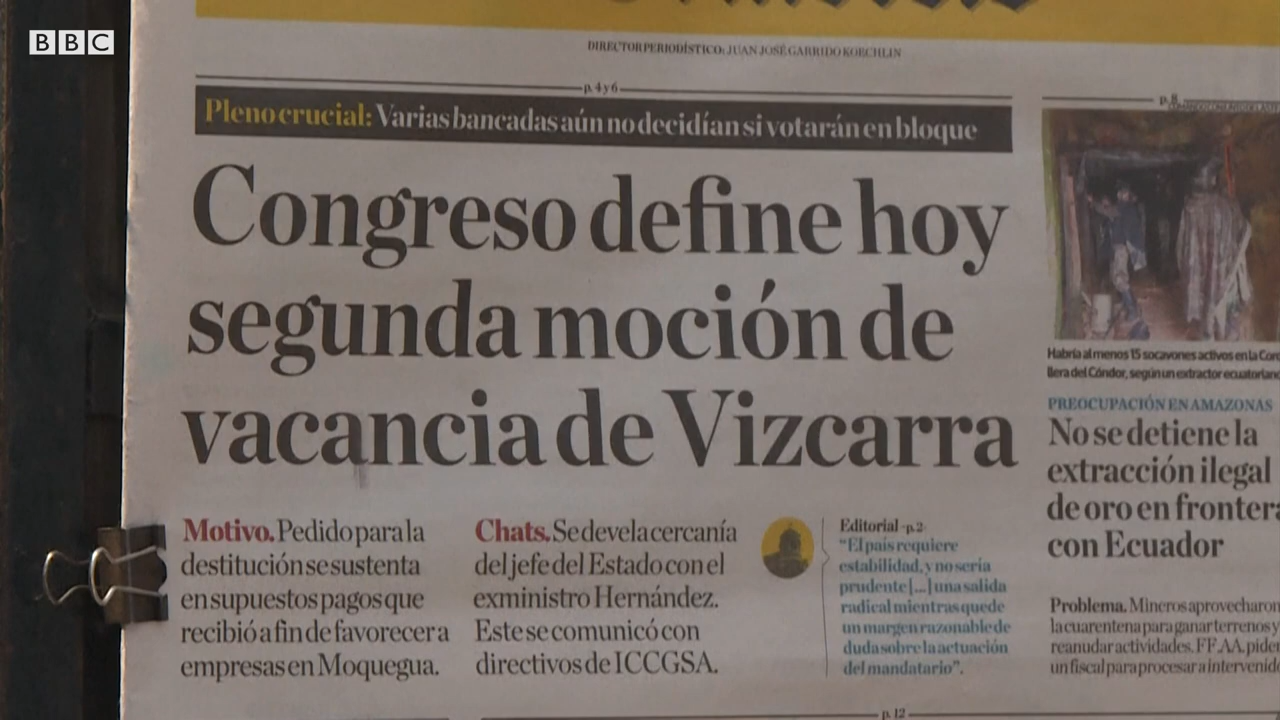 BBC
DIRECTOR PERIODÍSTICO: JUAN JOSÉ GARRIDO KOECHLIN
p. 4 y 6
Pleno crucial: Varias bancadas aún no decidían si votarán en bloque
Congreso define hoy
segunda moción de
vacancia de Vizcarra
Motivo. Pedido para la
destitución se sustenta
en supuestos pagos que
recibió a fin de favorecer a
empresas en Moquegua.
Chats. Se devela cercanía
del jefe del Estado con el
exministro Hernández.
Este se comunicó con
directivos de ICCGSA.
Editorial -p.2-
“El país requiere
estabilidad, y no sería
prudente [...] una salida
radical mientras quede
un margen razonable de
duda sobre la actuación
del mandatario”.
p. 8
Habría al menos 15 socavones activos en la Cor
llera del Cóndor, según un extractor ecuatoriano
PREOCUPACIÓN EN AMAZONAS
No se detiene la
extracción ilegal
de oro en frontera
con Ecuador
Problema. Mineros aprovecharon
la cuarentena para ganar terrenos y
reanudar actividades. FF.AA. piden
un fiscal para procesar a intervenid
p. 12